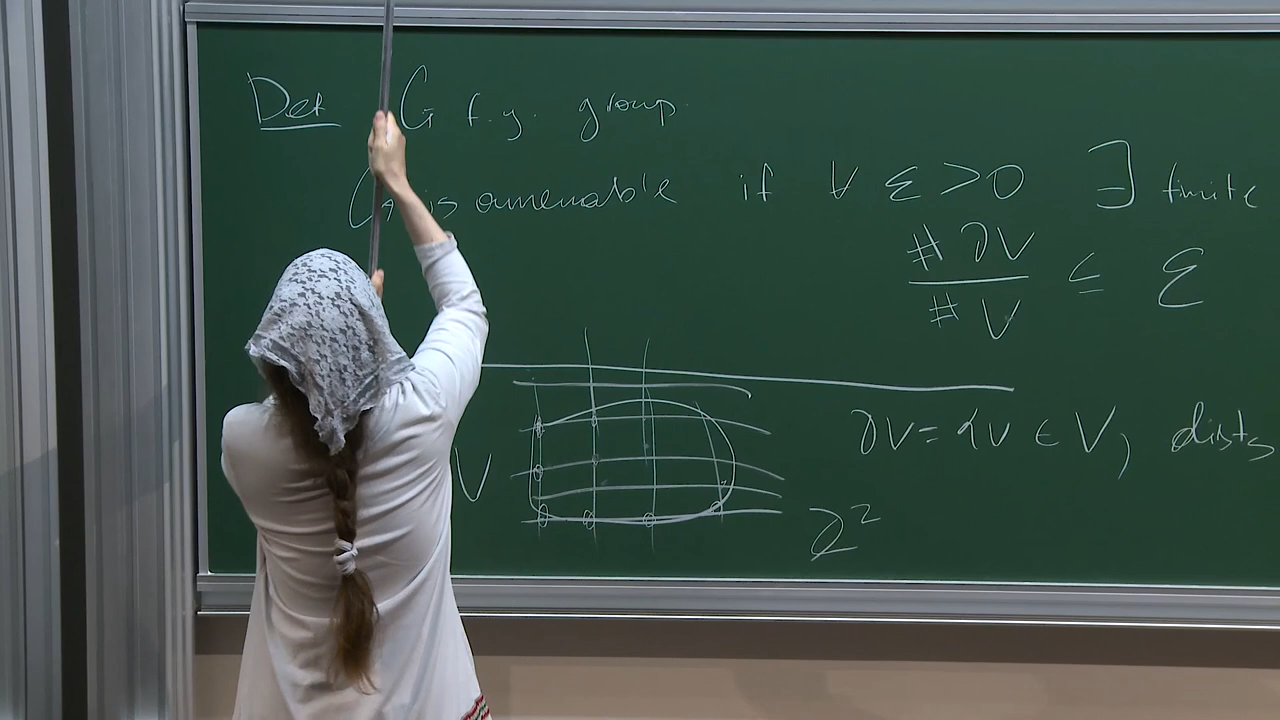 Def G f.g. group.
G is amenable if ∀ ε > 0 ∃ finite
#∂V / #V ≤ ε
V
∂V = {v ∈ V, dist
ℤ²